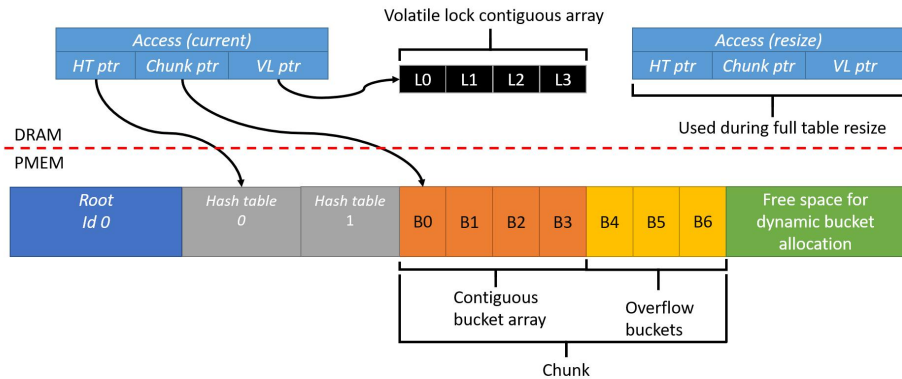 Volatile lock contiguous array
Access (current)
HT ptr Chunk ptr VL ptr
L0 L1 L2 L3
Access (resize)
HT ptr Chunk ptr VL ptr
Used during full table resize
DRAM
PMEM
Root
Id 0
Hash table
0
Hash table
1
B0 B1 B2 B3 B4 B5 B6
Free space for
dynamic bucket
allocation
Contiguous
bucket array
Overflow
buckets
Chunk